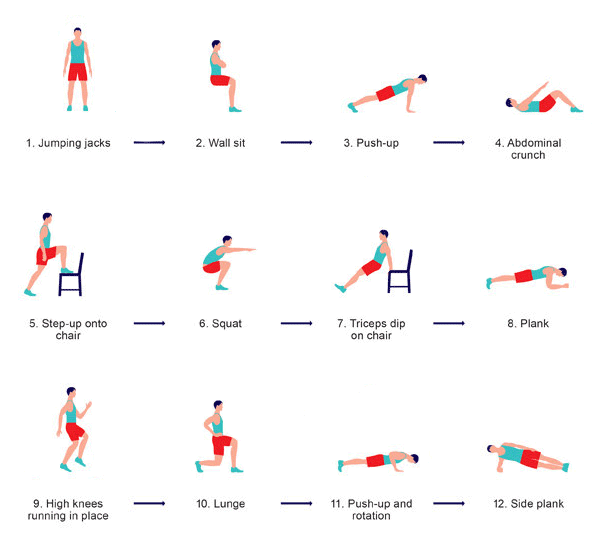 1. Jumping jacks
2. Wall sit
3. Push-up
4. Abdominal
crunch
5. Step-up onto
chair
6. Squat
7. Triceps dip
on chair
8. Plank
9. High knees
running in place
10. Lunge
11. Push-up and
rotation
12. Side plank